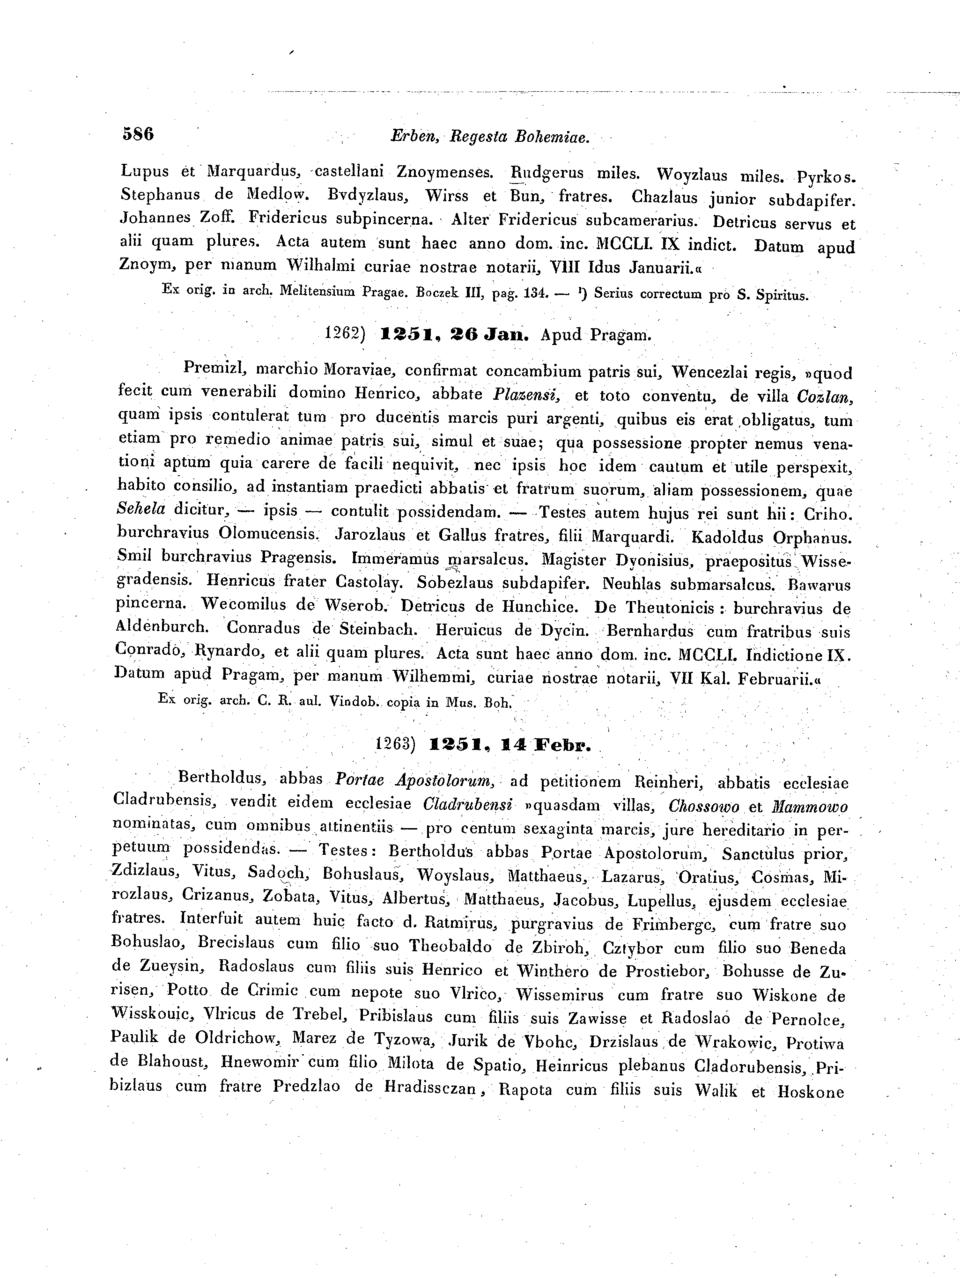 586 Erben, Regesta Bohemiae.
Lupus et Marquardus, castellani Znoymenses. Rudgerus miles. Woyzlaus miles. Pyrkos.
Stephanus de Medlow. Bvdyzlaus, Wirss et Bun, fratres. Chazlaus junior subdapifer.
Johannes Zoff. Fridericus subpincerna. Alter Fridericus subcamerarius. Detricus servus et
alii quam plures. Acta autem sunt haec anno dom. inc. MCCLI. IX indict. Datum apud
Znoym, per manum Wilhalmi curiae nostrae notarii, VIII Idus Januarii.«
Ex orig. in arch. Melitensium Pragae. Boczek III, pag. 134. — ¹) Serius correctum pro S. Spiritus.
1262) 1251, 26 Jan. Apud Pragam.
Premizl, marchio Moraviae, confirmat concambium patris sui, Wencezlai regis, »quod
fecit cum venerabili domino Henrico, abbate Plazensi, et toto conventu, de villa Cozlan,
quam ipsis contulerat tum pro ducentis marcis puri argenti, quibus eis erat obligatus, tum
etiam pro remedio animae patris sui, simul et suae; qua possessione propter nemus vena-
tioni aptum quia carere de facili nequivit, nec ipsis hoc idem cautum et utile perspexit,
habito consilio, ad instantiam praedicti abbatis et fratrum suorum, aliam possessionem, quae
Sehela dicitur, — ipsis — contulit possidendam. — Testes autem hujus rei sunt hii: Criho.
burchravius Olomucensis. Jarozlaus et Gallus fratres, filii Marquardi. Kadoldus Orphanus.
Smil burchravius Pragensis. Immeramus marsalcus. Magister Dyonisius, praepositus Wisse-
gradensis. Henricus frater Castolay. Sobezlaus subdapifer. Neuhlas submarsalcus. Bawarus
pincerna. Wecomilus de Wserob. Detricus de Hunchice. De Theutonicis : burchravius de
Aldenburch. Conradus de Steinbach. Heruicus de Dycin. Bernhardus cum fratribus suis
Conrado, Rynardo, et alii quam plures. Acta sunt haec anno dom. inc. MCCLI. Indictione IX.
Datum apud Pragam, per manum Wilhemmi, curiae nostrae notarii, VII Kal. Februarii.«
Ex orig. arch. C. R. aul. Vindob. copia in Mus. Boh.
1263) 1251, 14 Febr.
Bertholdus, abbas Portae Apostolorum, ad petitionem Reinheri, abbatis ecclesiae
Cladrubensis, vendit eidem ecclesiae Cladrubensi »quasdam villas, Chossowo et Mammowo
nominatas, cum omnibus attinentiis — pro centum sexaginta marcis, jure hereditario in per-
petuum possidendas. — Testes: Bertholdus abbas Portae Apostolorum, Sanctulus prior,
Zdizlaus, Vitus, Sadoch, Bohuslaus, Woyslaus, Matthaeus, Lazarus, Oratius, Cosmas, Mi-
rozlaus, Crizanus, Zobata, Vitus, Albertus, Matthaeus, Jacobus, Lupellus, ejusdem ecclesiae
fratres. Interfuit autem huic facto d. Ratmirus, purgravius de Frimbergc, cum fratre suo
Bohuslao, Brecislaus cum filio suo Theobaldo de Zbiroh, Cztybor cum filio suo Beneda
de Zueysin, Radoslaus cum filiis suis Henrico et Winthero de Prostiebor, Bohusse de Zu-
risen, Potto de Crimic cum nepote suo Vlrico, Wissemirus cum fratre suo Wiskone de
Wisskouic, Vlricus de Trebel, Pribislaus cum filiis suis Zawisse et Radoslao de Pernolce,
Paulik de Oldrichow, Marez de Tyzowa, Jurik de Vbohc, Drzislaus de Wrakowic, Protiwa
de Blahoust, Hnewomir cum filio Milota de Spatio, Heinricus plebanus Cladorubensis, Pri-
bizlaus cum fratre Predzlao de Hradissczan, Rapota cum filiis suis Walik et Hoskone